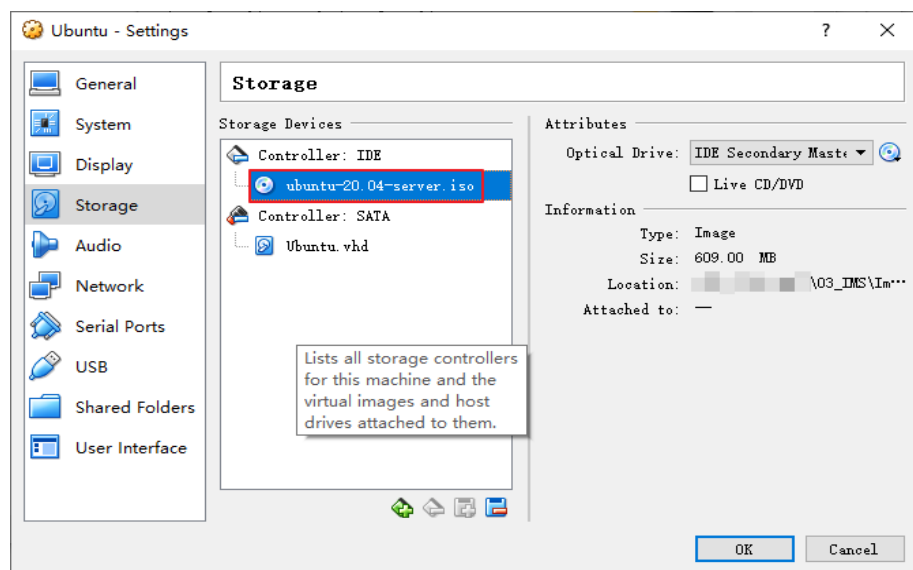 Ubuntu - Settings
?
General
System
Display
Storage
Audio
Network
Serial Ports
USB
Shared Folders
User Interface
Storage
Storage Devices
Controller: IDE
ubuntu-20.04-server.iso
Controller: SATA
Ubuntu.vhd
Lists all storage controllers
for this machine and the
virtual images and host
drives attached to them.
Attributes
Optical Drive: IDE Secondary Maste
Live CD/DVD
Information
Type: Image
Size: 609.00 MB
Location: \03_IMS\Im···
Attached to: —
OK
Cancel